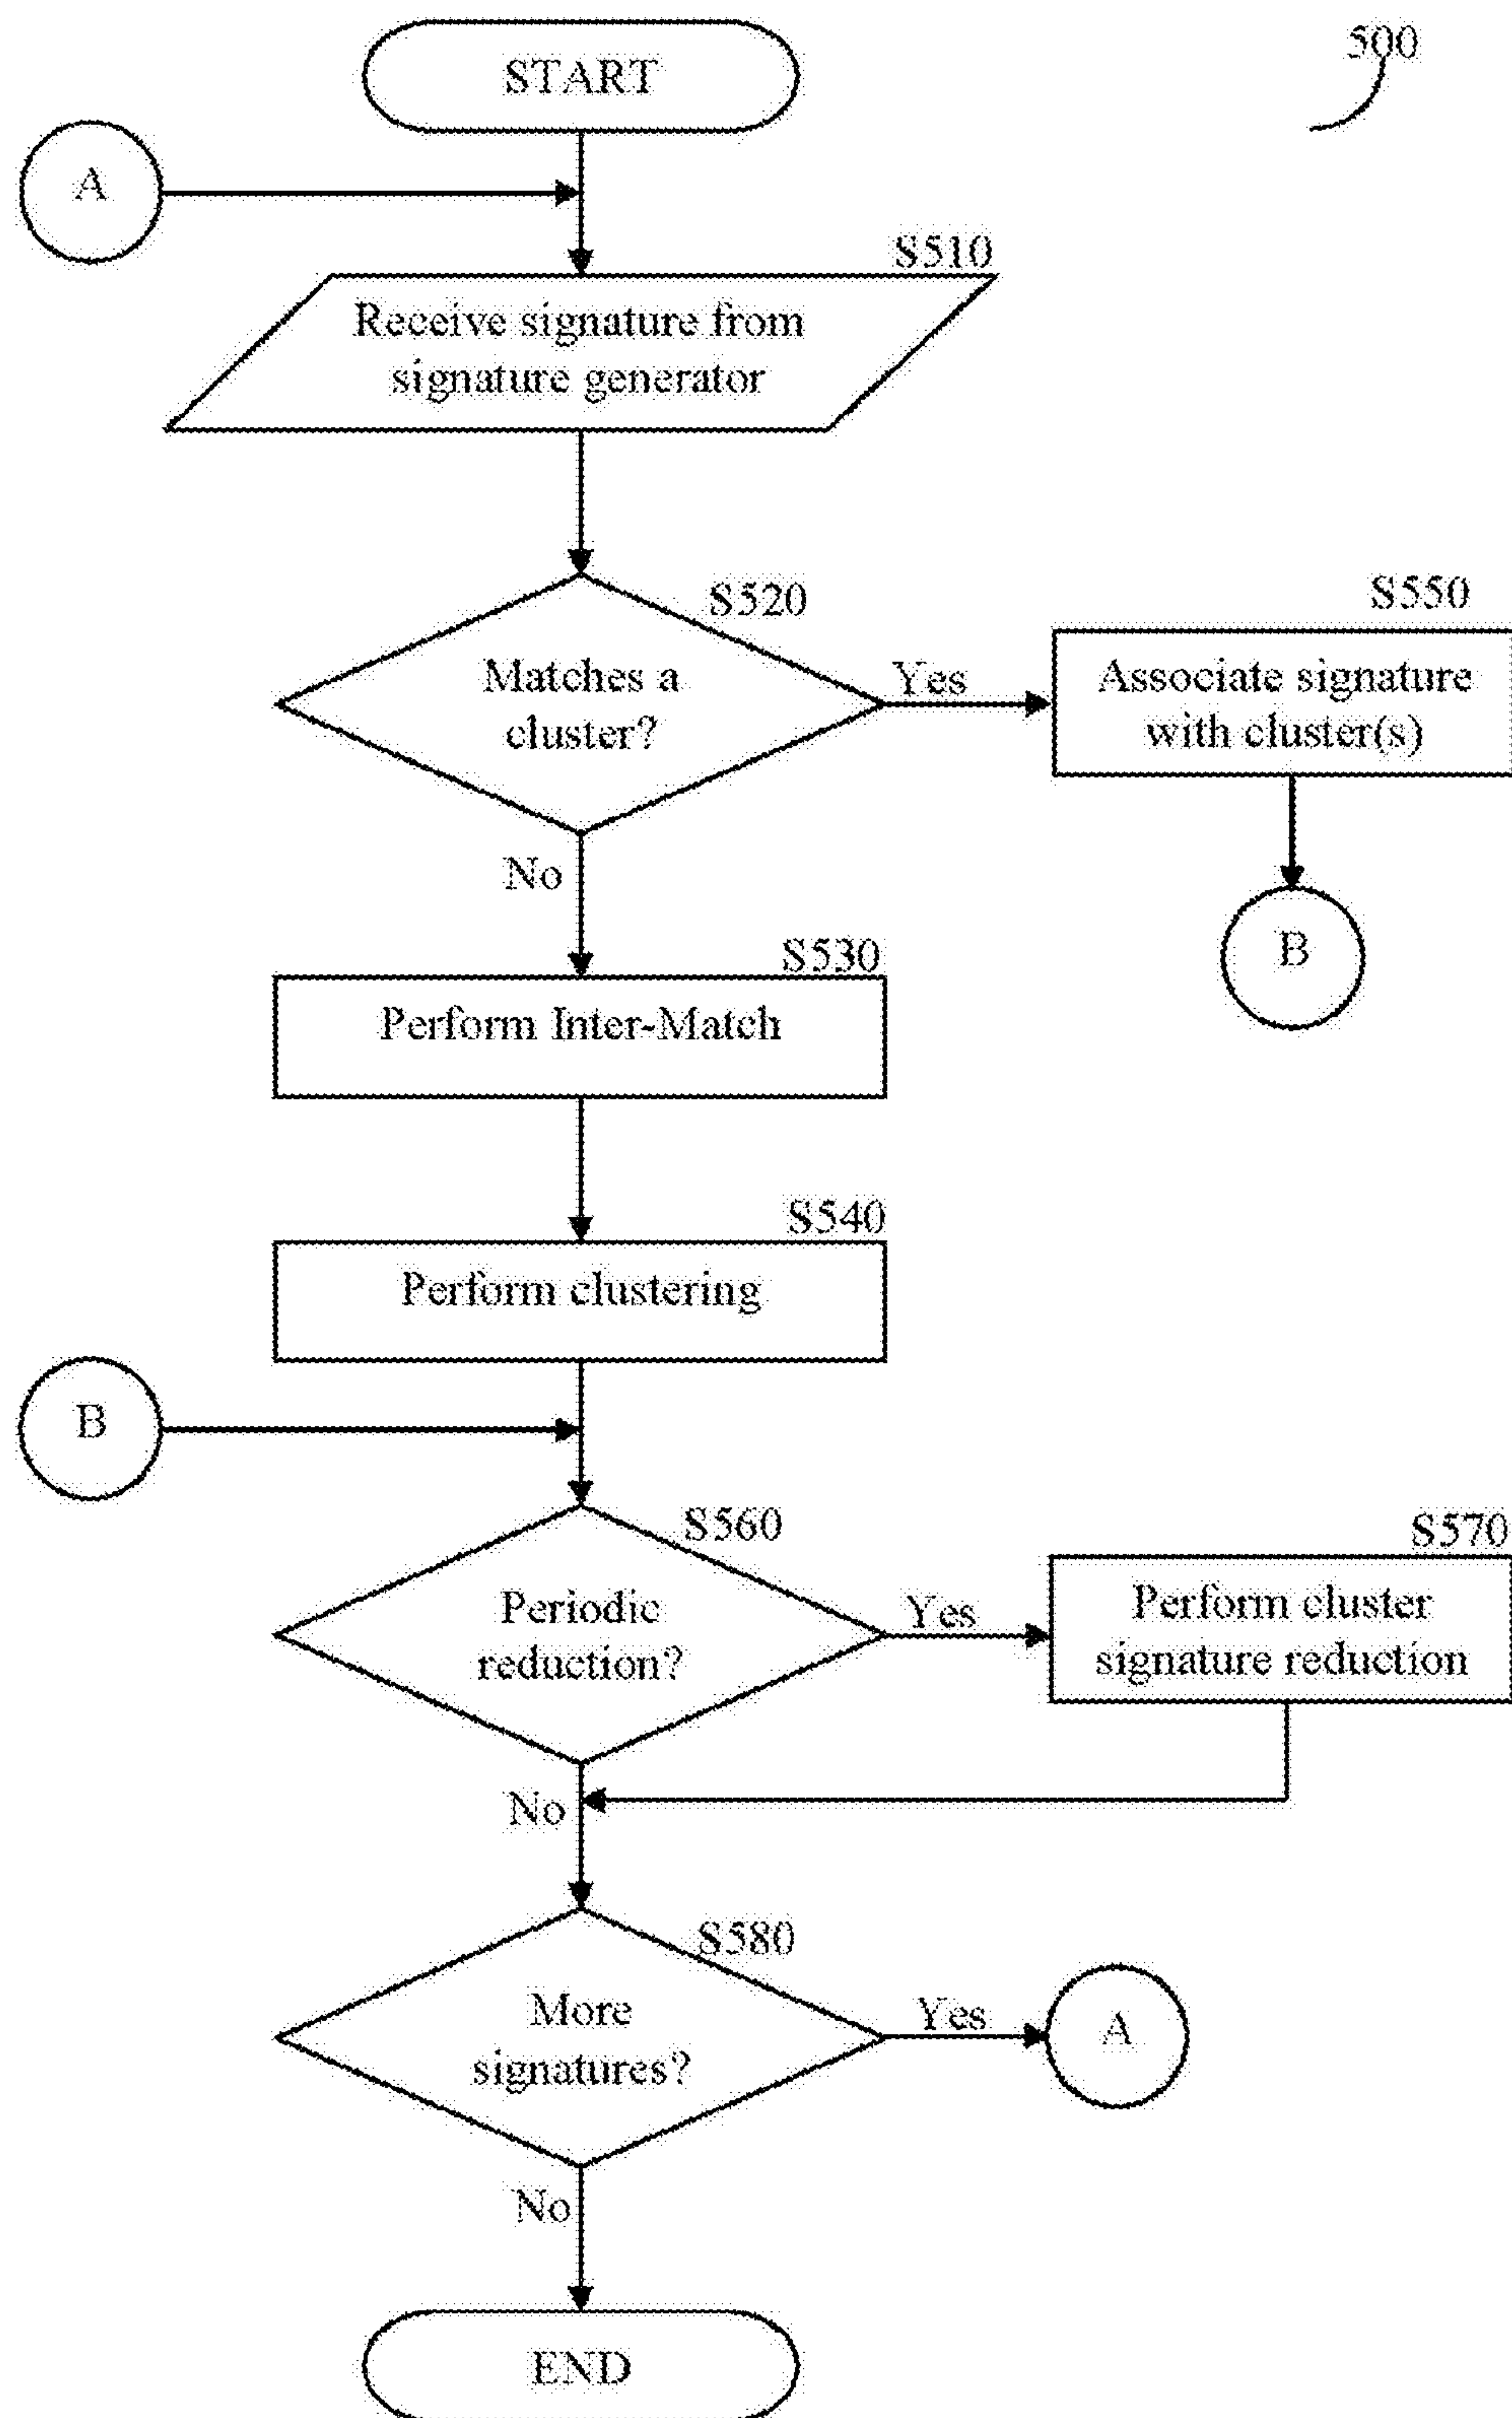 START
500
A
S510
Receive signature from
signature generator
S520
Matches a
cluster?
Yes
S550
Associate signature
with cluster(s)
No
B
S530
Perform Inter-Match
S540
Perform clustering
B
S560
Periodic
reduction?
Yes
S570
Perform cluster
signature reduction
No
S580
More
signatures?
Yes
A
No
END